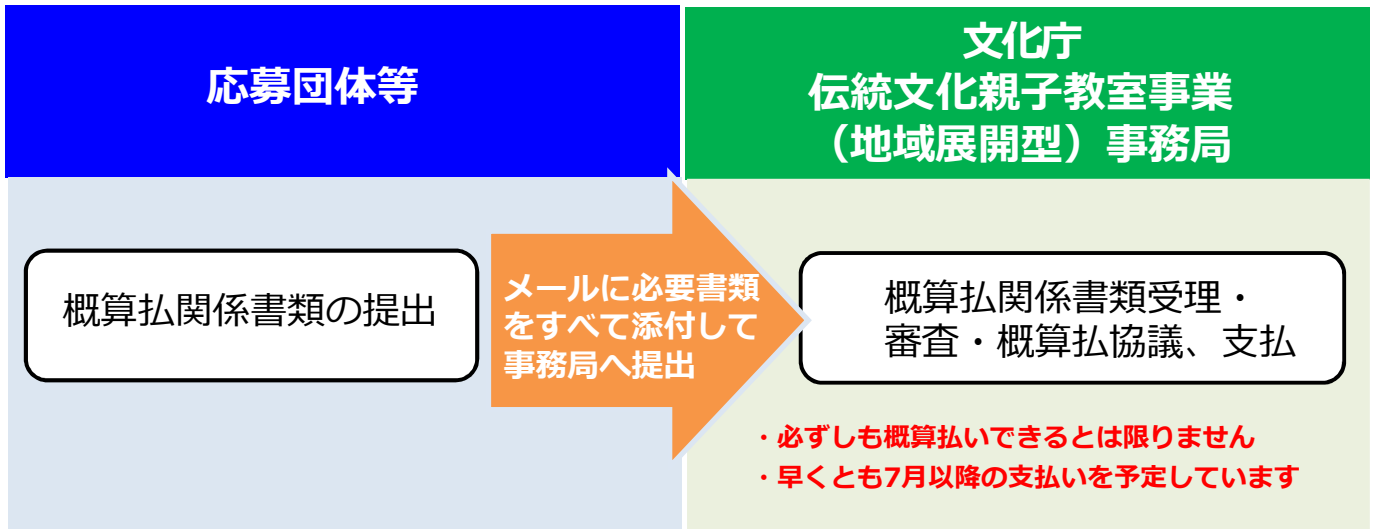 応募団体等
文化庁
伝統文化親子教室事業
（地域展開型）事務局
概算払関係書類の提出
メールに必要書類
をすべて添付して
事務局へ提出
概算払関係書類受理・
審査・概算払協議、支払
・必ずしも概算払いできるとは限りません
・早くとも7月以降の支払いを予定しています